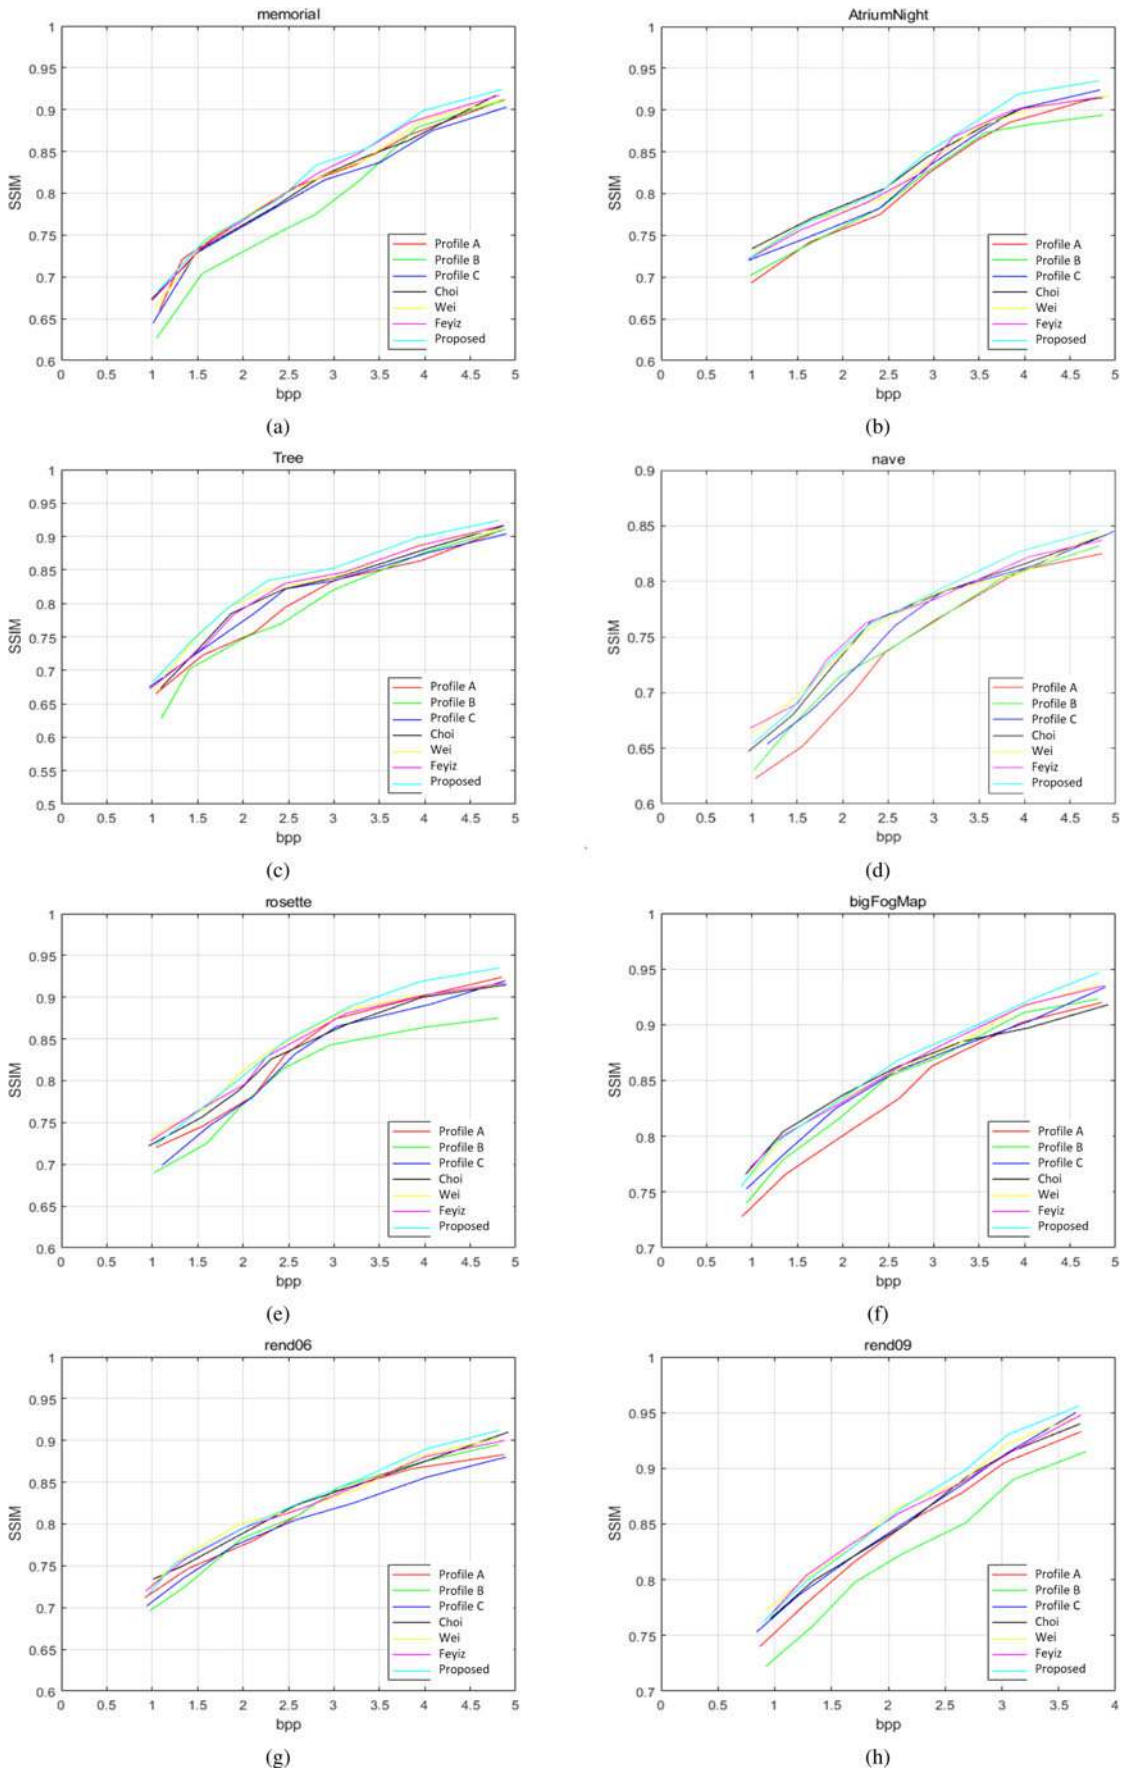 memorial
1
0.95
0.9
0.85
0.8
0.75
0.7
0.65
0.6
SSIM
Profile A
Profile B
Profile C
Choi
Wei
Feyiz
Proposed
0 0.5 1 1.5 2 2.5 3 3.5 4 4.5 5
bpp
(a)
AtriumNight
1
0.95
0.9
0.85
0.8
0.75
0.7
0.65
0.6
SSIM
Profile A
Profile B
Profile C
Choi
Wei
Feyiz
Proposed
0 0.5 1 1.5 2 2.5 3 3.5 4 4.5 5
bpp
(b)
Tree
1
0.95
0.9
0.85
0.8
0.75
0.7
0.65
0.6
0.55
0.5
SSIM
Profile A
Profile B
Profile C
Choi
Wei
Feyiz
Proposed
0 0.5 1 1.5 2 2.5 3 3.5 4 4.5 5
bpp
(c)
nave
0.9
0.85
0.8
0.75
0.7
0.65
0.6
SSIM
Profile A
Profile B
Profile C
Choi
Wei
Feyiz
Proposed
0 0.5 1 1.5 2 2.5 3 3.5 4 4.5 5
bpp
(d)
rosette
1
0.95
0.9
0.85
0.8
0.75
0.7
0.65
0.6
SSIM
Profile A
Profile B
Profile C
Choi
Wei
Feyiz
Proposed
0 0.5 1 1.5 2 2.5 3 3.5 4 4.5 5
bpp
(e)
bigFogMap
1
0.95
0.9
0.85
0.8
0.75
0.7
SSIM
Profile A
Profile B
Profile C
Choi
Wei
Feyiz
Proposed
0 0.5 1 1.5 2 2.5 3 3.5 4 4.5 5
bpp
(f)
rend06
1
0.95
0.9
0.85
0.8
0.75
0.7
0.65
0.6
SSIM
Profile A
Profile B
Profile C
Choi
Wei
Feyiz
Proposed
0 0.5 1 1.5 2 2.5 3 3.5 4 4.5 5
bpp
(g)
rend09
1
0.95
0.9
0.85
0.8
0.75
0.7
SSIM
Profile A
Profile B
Profile C
Choi
Wei
Feyiz
Proposed
0 0.5 1 1.5 2 2.5 3 3.5 4
bpp
(h)